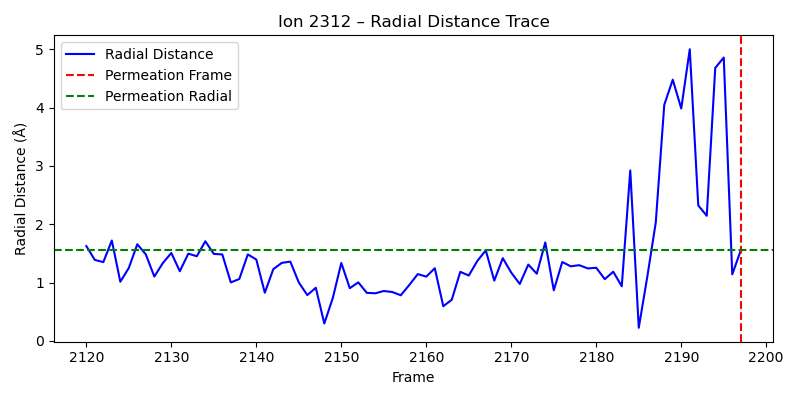 Ion 2312 – Radial Distance Trace
Radial Distance
Permeation Frame
Permeation Radial
Radial Distance (Å)
5
4
3
2
1
0
2120 2130 2140 2150 2160 2170 2180 2190 2200
Frame